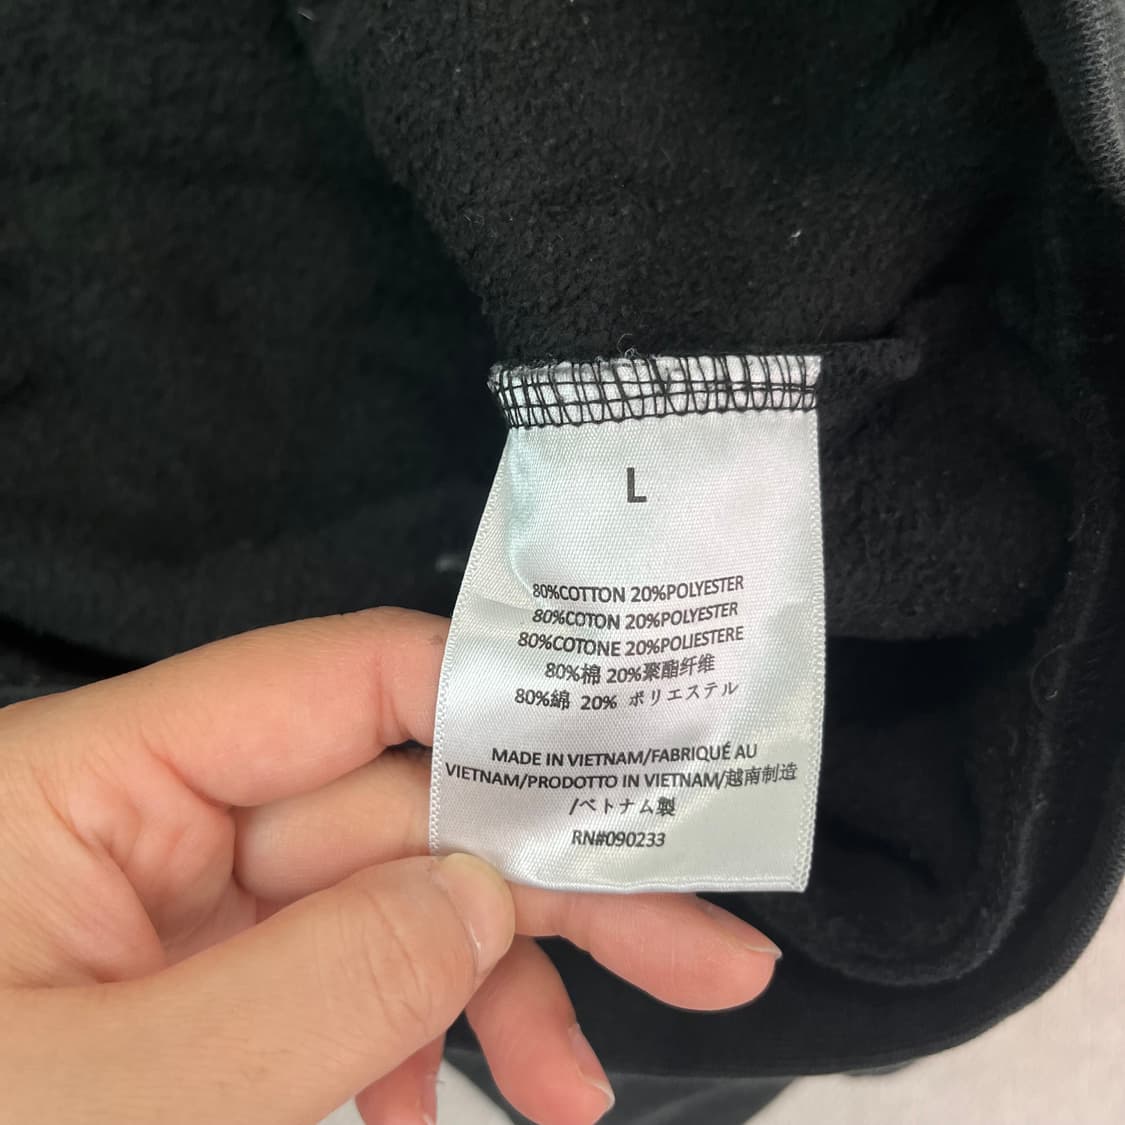 L
80%COTTON 20%POLYESTER
80%COTON 20%POLYESTER
80%COTONE 20%POLIESTERE
80%棉 20%聚酯纤维
80%綿 20% ポリエステル
MADE IN VIETNAM/FABRIQUÉ AU
VIETNAM/PRODOTTO IN VIETNAM/越南制造
/ベトナム製
RN#090233